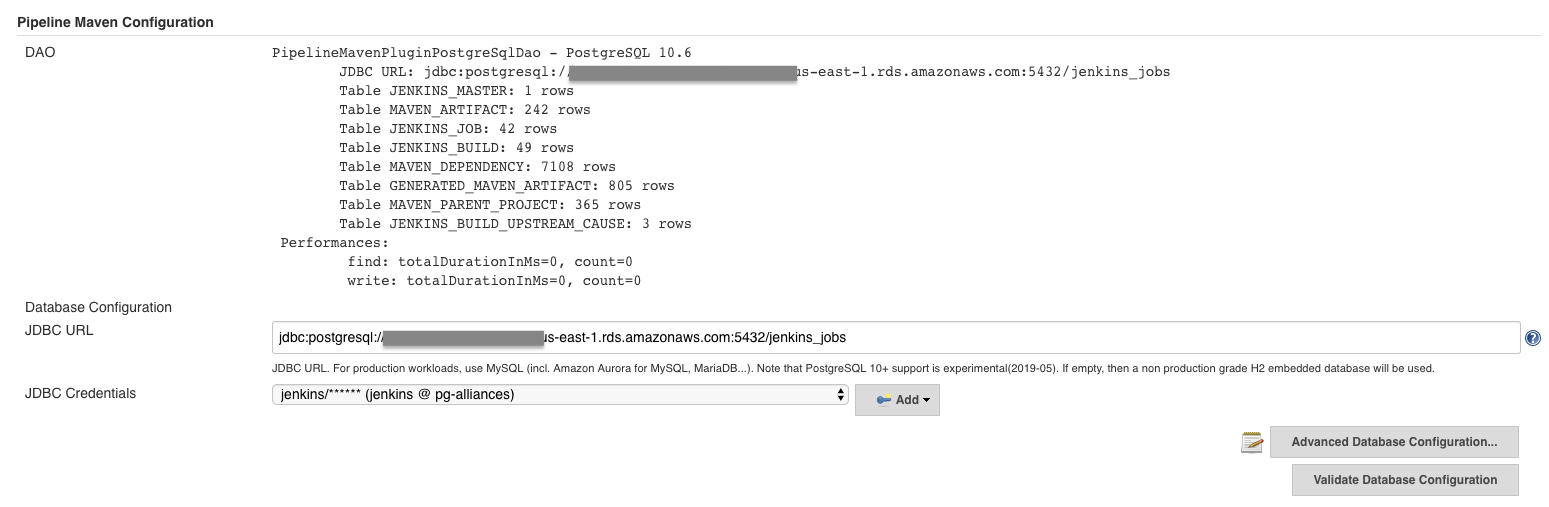 Pipeline Maven Configuration
DAO
PipelineMavenPluginPostgreSqlDao - PostgreSQL 10.6
JDBC URL: jdbc:postgresql:/ us-east-1.rds.amazonaws.com:5432/jenkins_jobs
Table JENKINS_MASTER: 1 rows
Table MAVEN_ARTIFACT: 242 rows
Table JENKINS_JOB: 42 rows
Table JENKINS_BUILD: 49 rows
Table MAVEN_DEPENDENCY: 7108 rows
Table GENERATED_MAVEN_ARTIFACT: 805 rows
Table MAVEN_PARENT_PROJECT: 365 rows
Table JENKINS_BUILD_UPSTREAM_CAUSE: 3 rows
Performances:
find: totalDurationInMs=0, count=0
write: totalDurationInMs=0, count=0
Database Configuration
JDBC URL
jdbc:postgresql:// us-east-1.rds.amazonaws.com:5432/jenkins_jobs
JDBC URL. For production workloads, use MySQL (incl. Amazon Aurora for MySQL, MariaDB...). Note that PostgreSQL 10+ support is experimental(2019-05). If empty, then a non production grade H2 embedded database will be used.
JDBC Credentials
jenkins/****** (jenkins @ pg-alliances)
Add
Advanced Database Configuration...
Validate Database Configuration